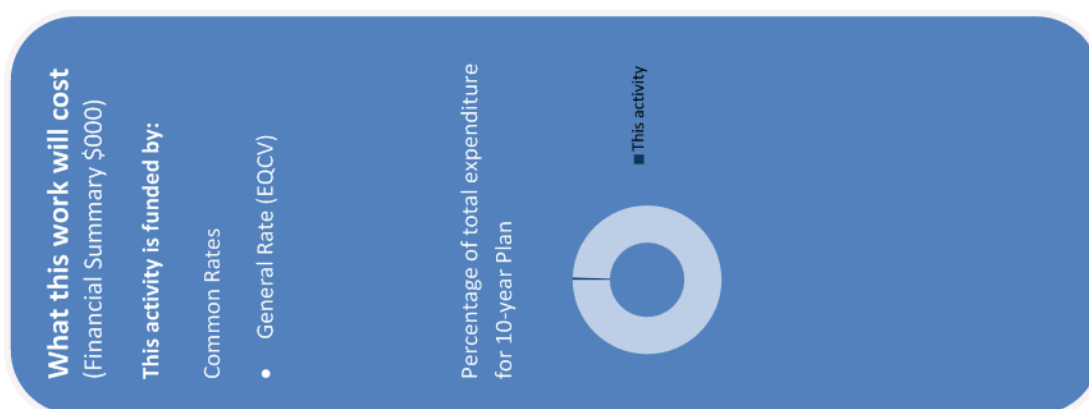 What this work will cost
(Financial Summary $000)
This activity is funded by:
Common Rates
• General Rate (EQCV)
Percentage of total expenditure
for 10-year Plan
This activity